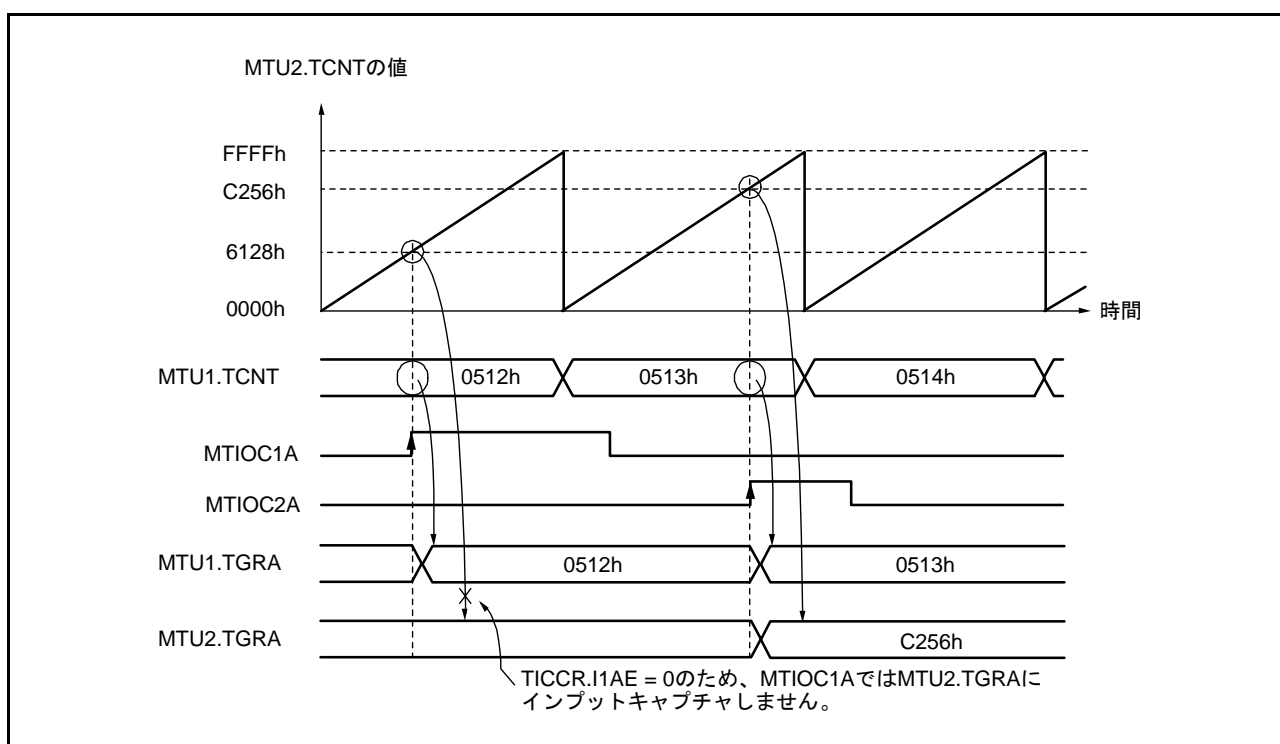 MTU2.TCNTの値
FFFFh
C256h
6128h
0000h
時間
MTU1.TCNT
0512h
0513h
0514h
MTIOC1A
MTIOC2A
MTU1.TGRA
0512h
0513h
MTU2.TGRA
C256h
TICCR.I1AE = 0のため、MTIOC1AではMTU2.TGRAに
インプットキャプチャしません。